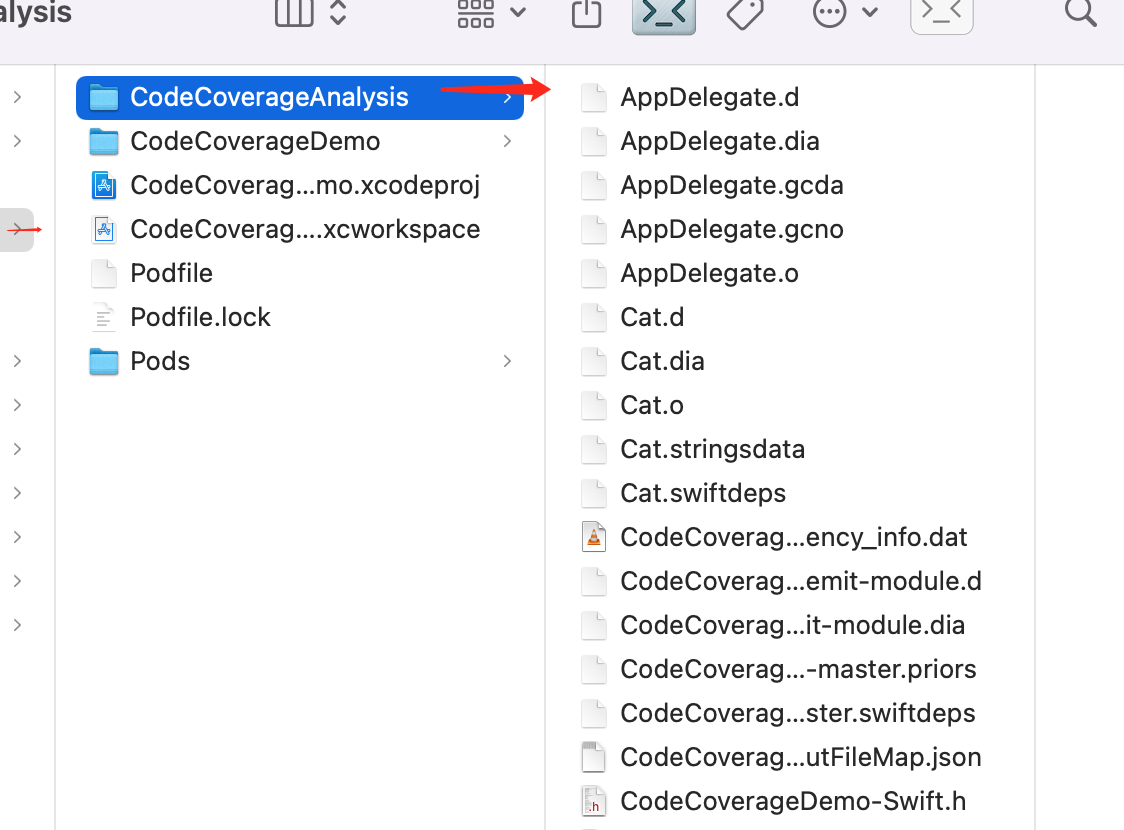 alysis
CodeCoverageAnalysis
CodeCoverageDemo
CodeCoverag...mo.xcodeproj
CodeCoverag....xcworkspace
Podfile
Podfile.lock
Pods
AppDelegate.d
AppDelegate.dia
AppDelegate.gcda
AppDelegate.gcno
AppDelegate.o
Cat.d
Cat.dia
Cat.o
Cat.stringsdata
Cat.swiftdeps
CodeCoverag...ency_info.dat
CodeCoverag...emit-module.d
CodeCoverag...it-module.dia
CodeCoverag...-master.priors
CodeCoverag...ster.swiftdeps
CodeCoverag...utFileMap.json
.h
CodeCoverageDemo-Swift.h